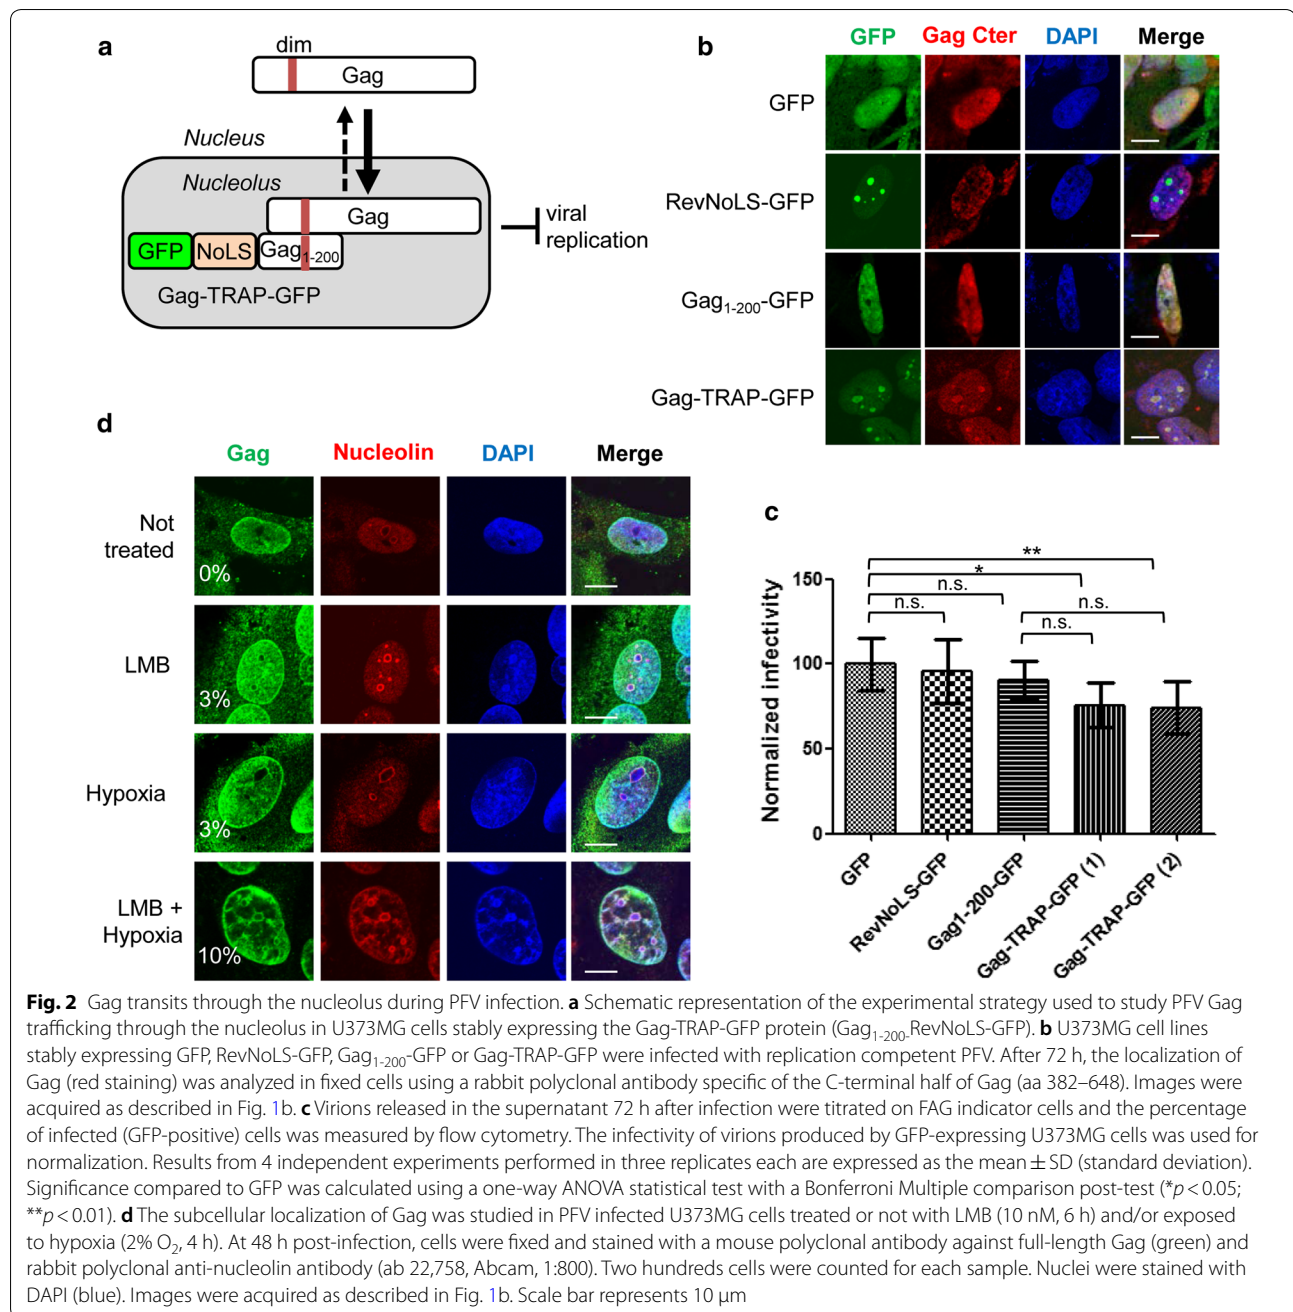 a
dim
Gag
Nucleus
Nucleolus
Gag
GFP NoLS Gag1-200
Gag-TRAP-GFP
viral
replication
b
GFP Gag Cter DAPI Merge
GFP
RevNoLS-GFP
Gag1-200-GFP
Gag-TRAP-GFP
d
Gag Nucleolin DAPI Merge
Not
treated
0%
LMB
3%
Hypoxia
3%
LMB +
Hypoxia
10%
c
**
*
n.s.
n.s.
n.s.
n.s.
Normalized infectivity
150
100
50
0
GFP
RevNoLS-GFP
Gag1-200-GFP
Gag-TRAP-GFP (1)
Gag-TRAP-GFP (2)
Fig. 2 Gag transits through the nucleolus during PFV infection. a Schematic representation of the experimental strategy used to study PFV Gag
trafficking through the nucleolus in U373MG cells stably expressing the Gag-TRAP-GFP protein (Gag1-200-RevNoLS-GFP). b U373MG cell lines
stably expressing GFP, RevNoLS-GFP, Gag1-200-GFP or Gag-TRAP-GFP were infected with replication competent PFV. After 72 h, the localization of
Gag (red staining) was analyzed in fixed cells using a rabbit polyclonal antibody specific of the C-terminal half of Gag (aa 382–648). Images were
acquired as described in Fig. 1b. c Virions released in the supernatant 72 h after infection were titrated on FAG indicator cells and the percentage
of infected (GFP-positive) cells was measured by flow cytometry. The infectivity of virions produced by GFP-expressing U373MG cells was used for
normalization. Results from 4 independent experiments performed in three replicates each are expressed as the mean ± SD (standard deviation).
Significance compared to GFP was calculated using a one-way ANOVA statistical test with a Bonferroni Multiple comparison post-test (*p < 0.05;
**p < 0.01). d The subcellular localization of Gag was studied in PFV infected U373MG cells treated or not with LMB (10 nM, 6 h) and/or exposed
to hypoxia (2% O2, 4 h). At 48 h post-infection, cells were fixed and stained with a mouse polyclonal antibody against full-length Gag (green) and
rabbit polyclonal anti-nucleolin antibody (ab 22,758, Abcam, 1:800). Two hundreds cells were counted for each sample. Nuclei were stained with
DAPI (blue). Images were acquired as described in Fig. 1b. Scale bar represents 10 μm